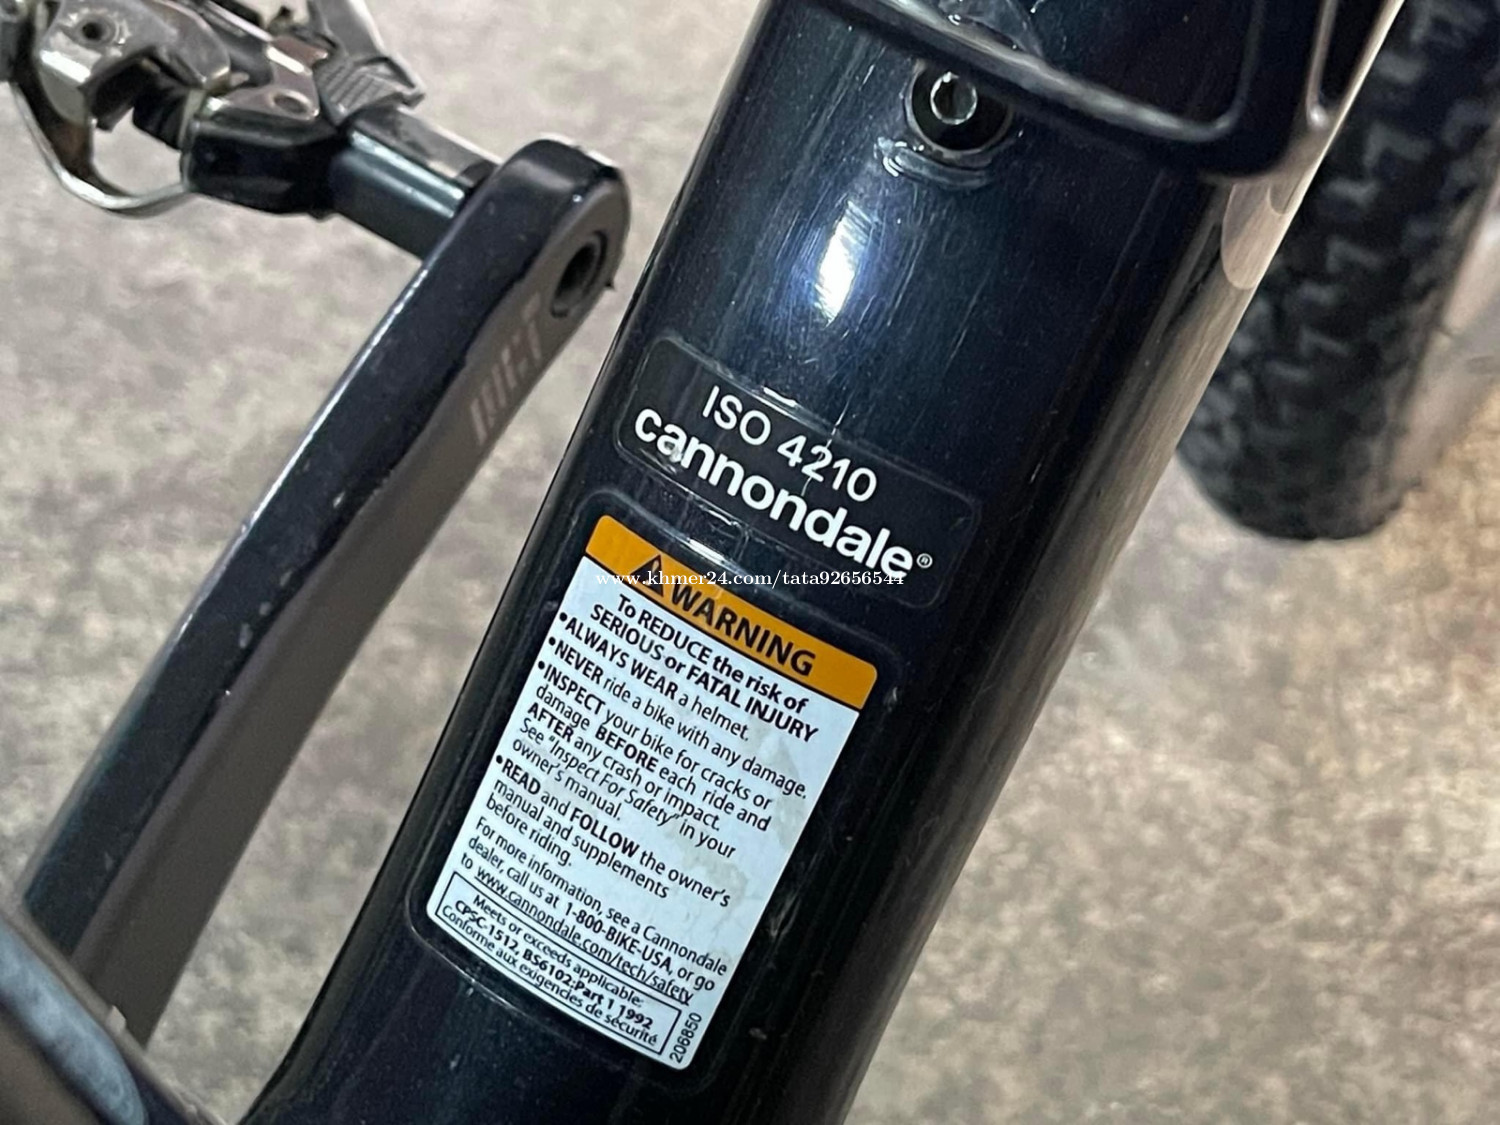 ISO 4210
cannondale®
www.khmer24.com/tata92656544
WARNING
To REDUCE the risk of
SERIOUS or FATAL INJURY
•ALWAYS WEAR a helmet.
•NEVER ride a bike with any damage.
•INSPECT your bike for cracks or
damage BEFORE each ride and
AFTER any crash or impact.
See "Inspect For Safety" in your
owner's manual.
•READ and FOLLOW the owner's
manual and supplements
before riding.
For more information, see a Cannondale
dealer, call us at 1-800-BIKE-USA, or go
to www.cannondale.com/tech/safety
Meets or exceeds applicable:
CPSC-1512, BS6102:Part 1 1992
Conforme aux exigencies de sécurité
206850